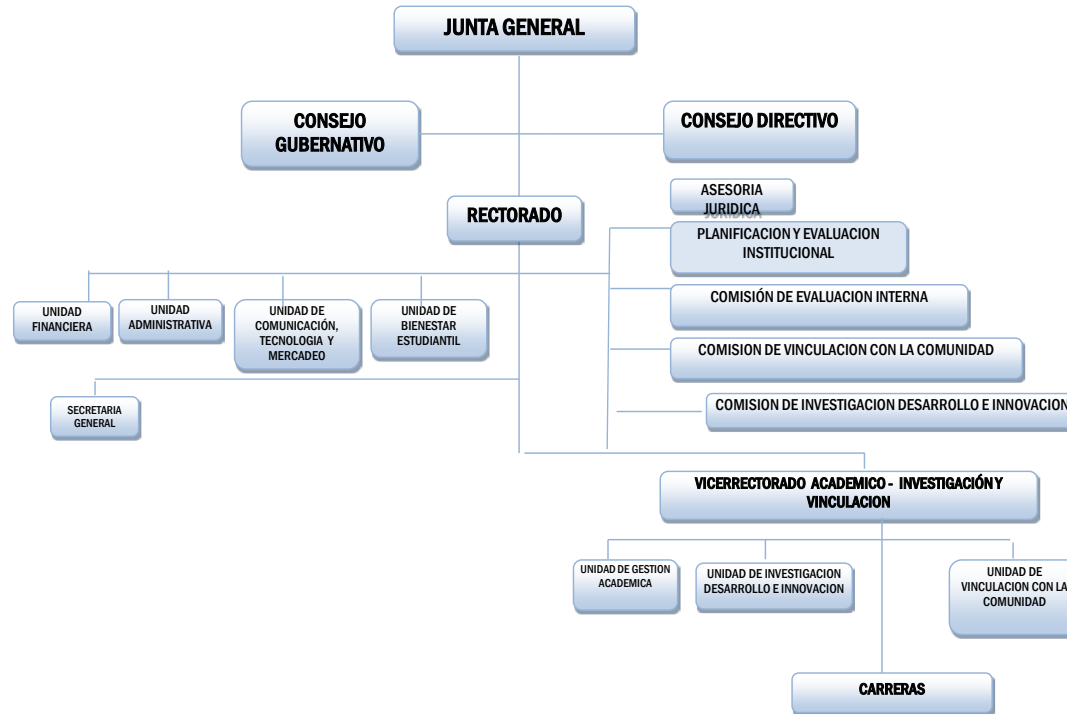 JUNTA GENERAL
CONSEJO
GUBERNATIVO
CONSEJO DIRECTIVO
RECTORADO
ASESORIA
JURIDICA
PLANIFICACION Y EVALUACION
INSTITUCIONAL
COMISIÓN DE EVALUACION INTERNA
COMISION DE VINCULACION CON LA COMUNIDAD
COMISION DE INVESTIGACION DESARROLLO E INNOVACION
UNIDAD
FINANCIERA
UNIDAD
ADMINISTRATIVA
UNIDAD DE
COMUNICACIÓN,
TECNOLOGIA Y
MERCADEO
UNIDAD DE
BIENESTAR
ESTUDIANTIL
SECRETARIA
GENERAL
VICERRECTORADO ACADEMICO - INVESTIGACIÓN Y
VINCULACION
UNIDAD DE GESTION
ACADEMICA
UNIDAD DE INVESTIGACION
DESARROLLO E INNOVACION
UNIDAD DE
VINCULACION CON LA
COMUNIDAD
CARRERAS